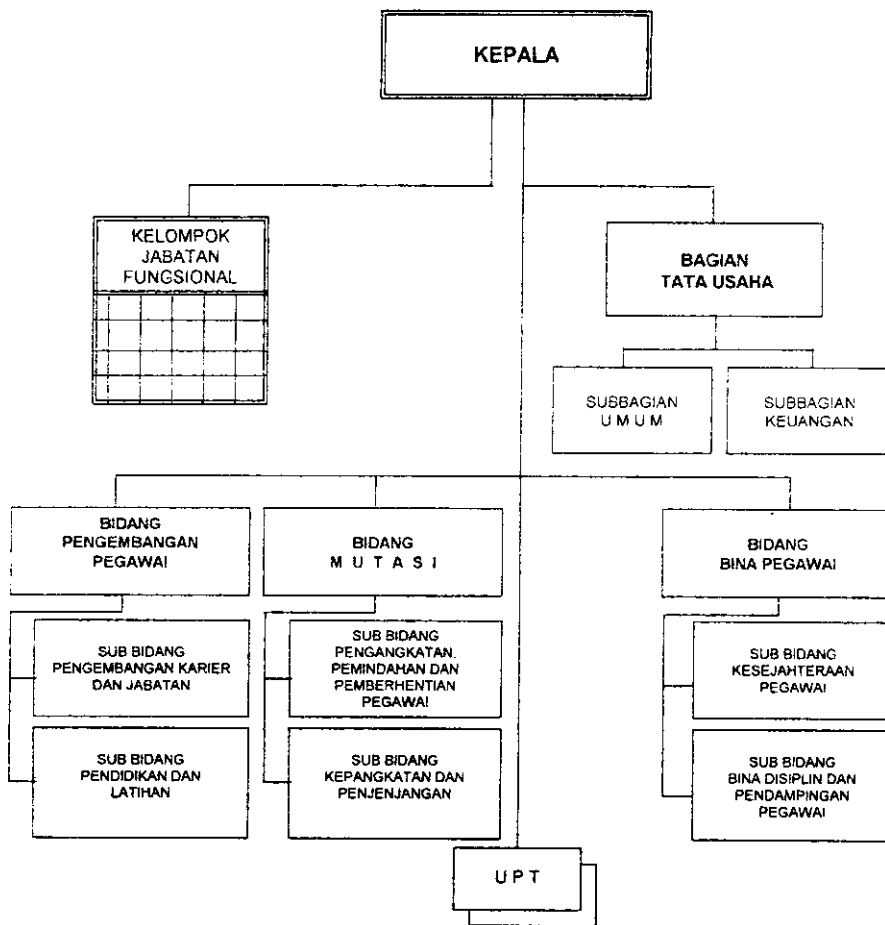 KEPALA
KELOMPOK
JABATAN
FUNGSIONAL
BAGIAN
TATA USAHA
SUBBAGIAN
U M U M
SUBBAGIAN
KEUANGAN
BIDANG
PENGEMBANGAN
PEGAWAI
BIDANG
M U T A S I
BIDANG
BINA PEGAWAI
SUB BIDANG
PENGEMBANGAN KARIER
DAN JABATAN
SUB BIDANG
PENGANGKATAN,
PEMINDAHAN DAN
PEMBERHENTIAN
PEGAWAI
SUB BIDANG
KESEJAHTERAAN
PEGAWAI
SUB BIDANG
PENDIDIKAN DAN
LATIHAN
SUB BIDANG
KEPANGKATAN DAN
PENJENJANGAN
SUB BIDANG
BINA DISIPLIN DAN
PENDAMPINGAN
PEGAWAI
U P T